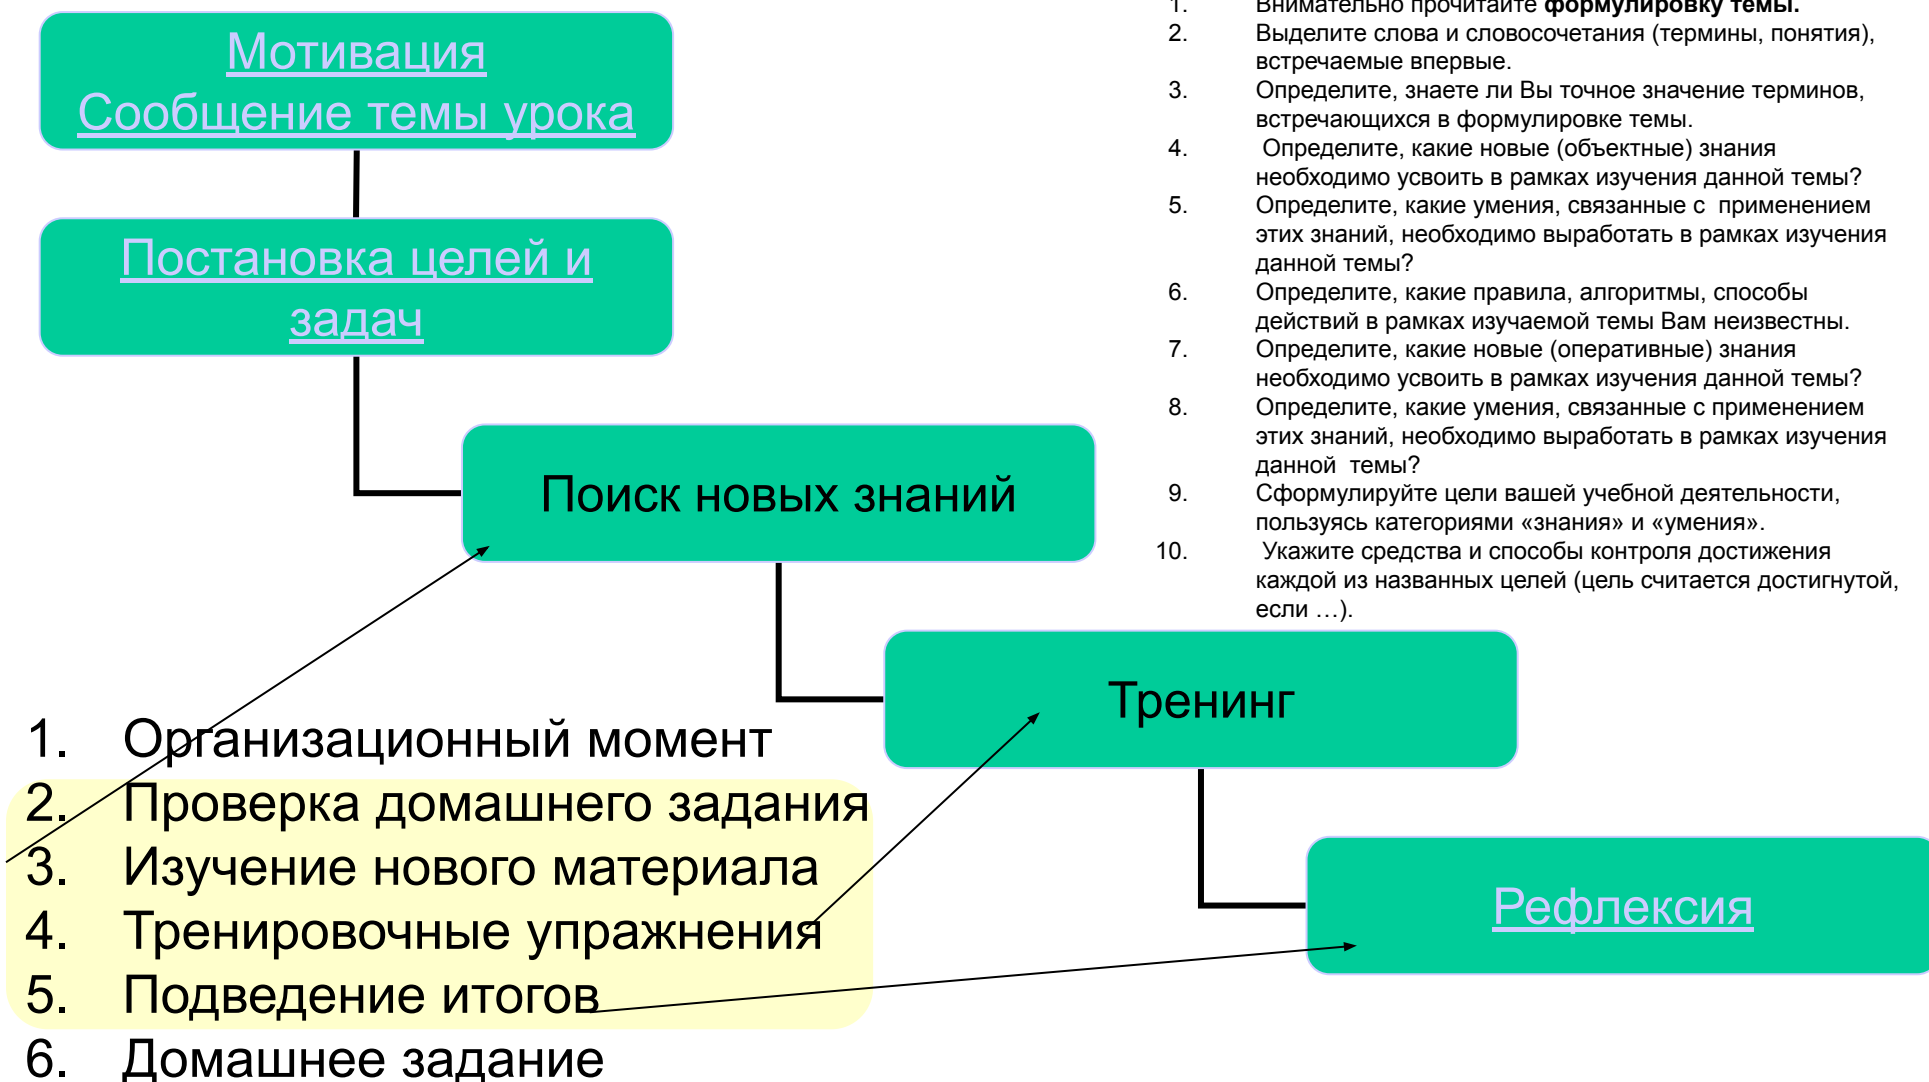 Мотивация
Сообщение темы урока
Постановка целей и
задач
Поиск новых знаний
Тренинг
Рефлексия
1. Внимательно прочитайте формулировку темы.
2. Выделите слова и словосочетания (термины, понятия),
встречаемые впервые.
3. Определите, знаете ли Вы точное значение терминов,
встречающихся в формулировке темы.
4. Определите, какие новые (объектные) знания
необходимо усвоить в рамках изучения данной темы?
5. Определите, какие умения, связанные с применением
этих знаний, необходимо выработать в рамках изучения
данной темы?
6. Определите, какие правила, алгоритмы, способы
действий в рамках изучаемой темы Вам неизвестны.
7. Определите, какие новые (оперативные) знания
необходимо усвоить в рамках изучения данной темы?
8. Определите, какие умения, связанные с применением
этих знаний, необходимо выработать в рамках изучения
данной темы?
9. Сформулируйте цели вашей учебной деятельности,
пользуясь категориями «знания» и «умения».
10. Укажите средства и способы контроля достижения
каждой из названных целей (цель считается достигнутой,
если …).
1. Организационный момент
2. Проверка домашнего задания
3. Изучение нового материала
4. Тренировочные упражнения
5. Подведение итогов
6. Домашнее задание